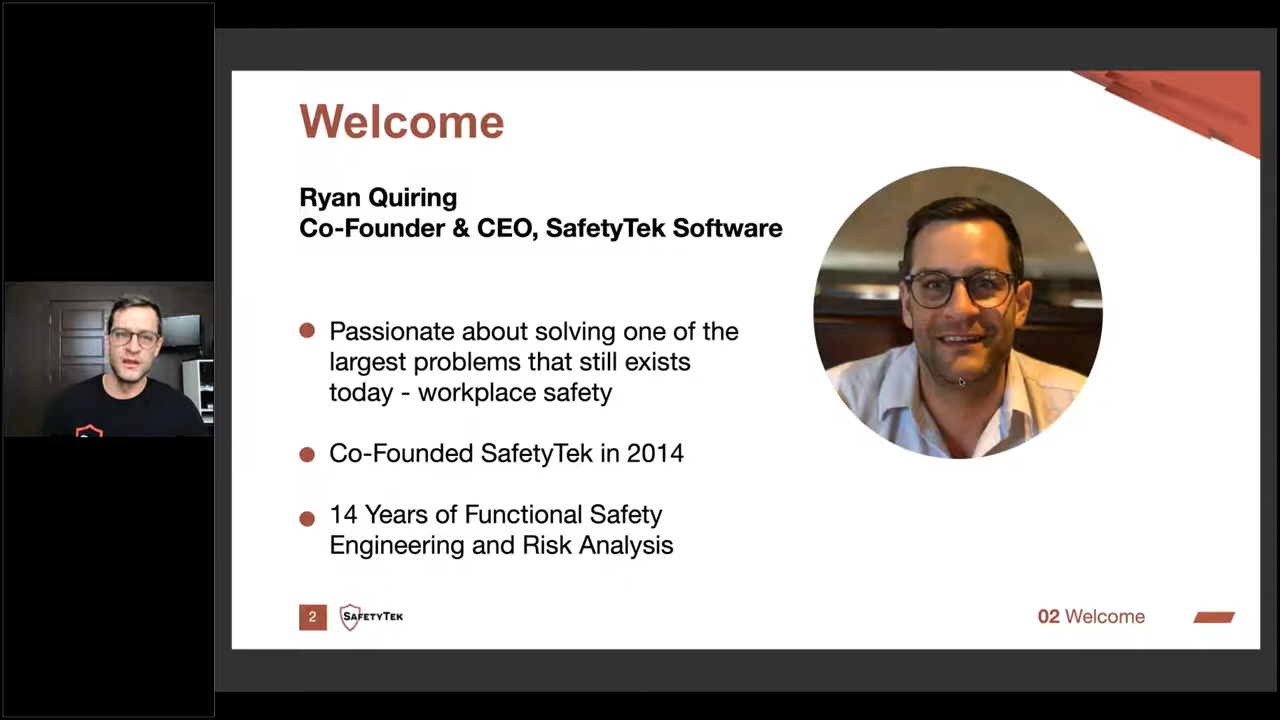 Welcome
Ryan Quiring
Co-Founder & CEO, SafetyTek Software
Passionate about solving one of the
largest problems that still exists
today - workplace safety
Co-Founded SafetyTek in 2014
14 Years of Functional Safety
Engineering and Risk Analysis
2
SAFETYTEK
02 Welcome